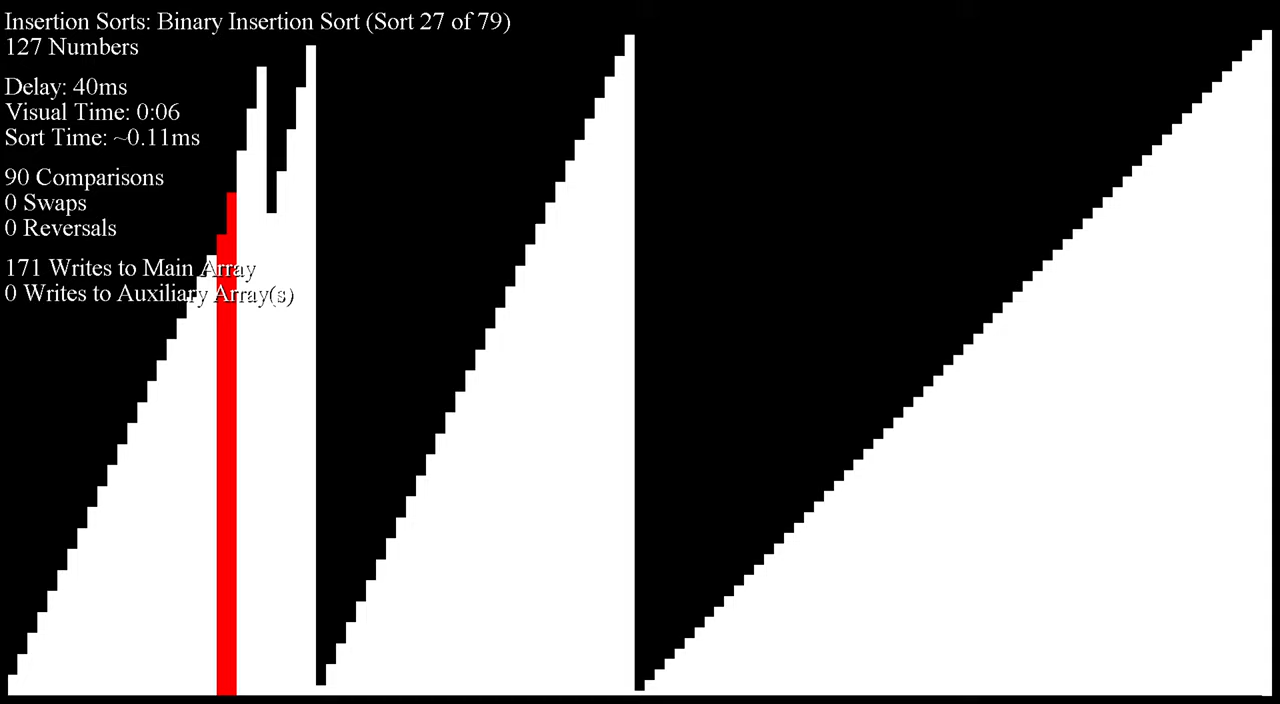 Insertion Sorts: Binary Insertion Sort (Sort 27 of 79)
127 Numbers
Delay: 40ms
Visual Time: 0:06
Sort Time: ~0.11ms
90 Comparisons
0 Swaps
0 Reversals
171 Writes to Main Array
0 Writes to Auxiliary Array(s)